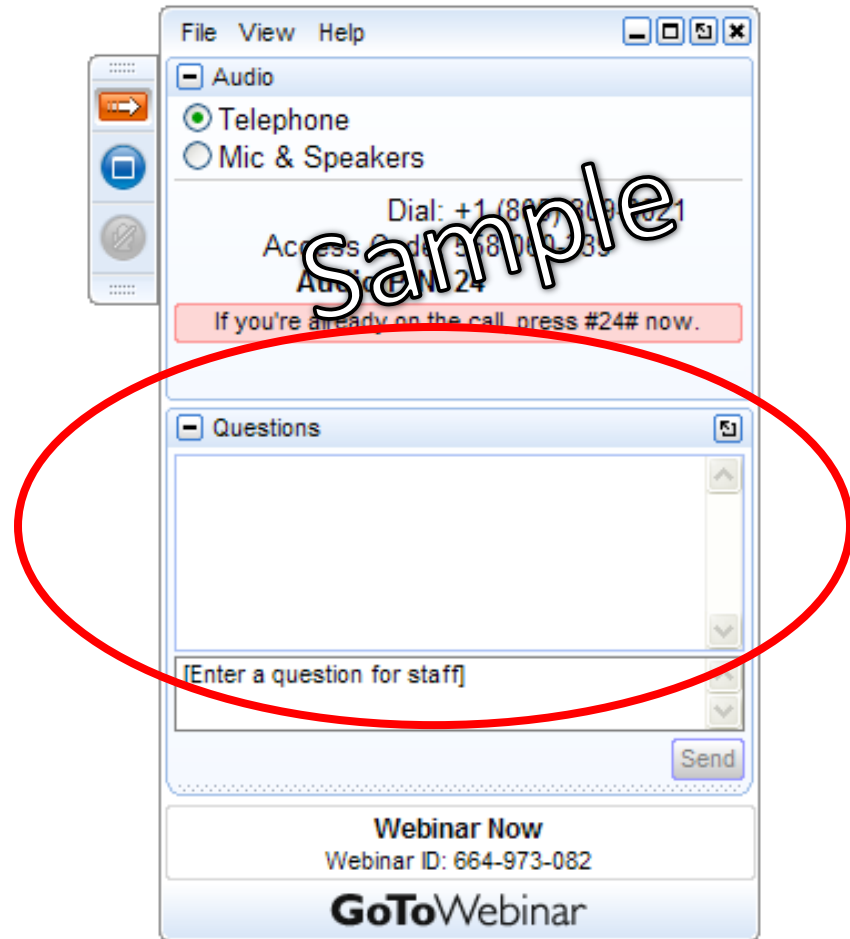 File View Help
Audio
Telephone
Mic & Speakers
Sample
Dial: +1
Access
24
If you're already on the call, press #24# now.
Questions
[Enter a question for staff]
Send
Webinar Now
Webinar ID: 664-973-082
GoToWebinar